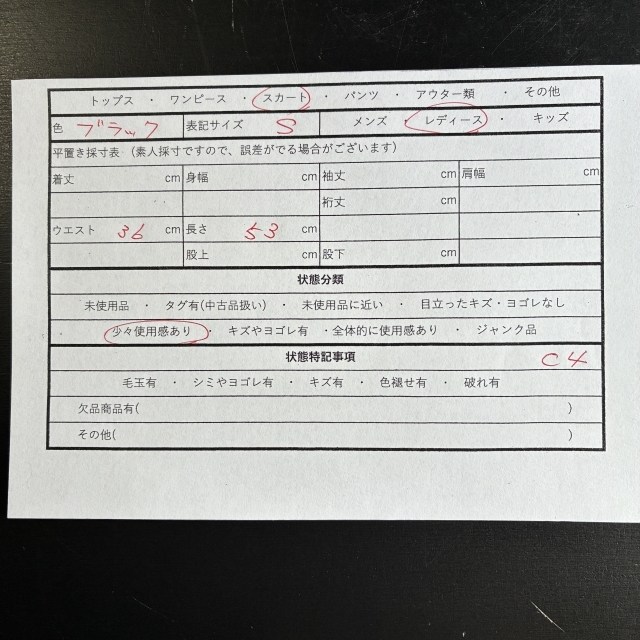 トップス ・ ワンピース ・ スカート ・ パンツ ・ アウター類 ・ その他
色 ブラック 表記サイズ S メンズ ・ レディース ・ キッズ
平置き採寸表 (素人採寸ですので、誤差がでる場合がございます)
着丈 cm 身幅 cm 袖丈 cm 肩幅 cm
裄丈 cm
ウエスト 36 cm 長さ 53 cm
股上 cm 股下 cm
状態分類
未使用品 ・ タグ有(中古品扱い) ・ 未使用品に近い ・ 目立ったキズ・ヨゴレなし
少々使用感あり ・ キズやヨゴレ有 ・全体的に使用感あり ・ ジャンク品
状態特記事項 C4
毛玉有 ・ シミやヨゴレ有 ・ キズ有 ・ 色褪せ有 ・ 破れ有
欠品商品有( )
その他( )